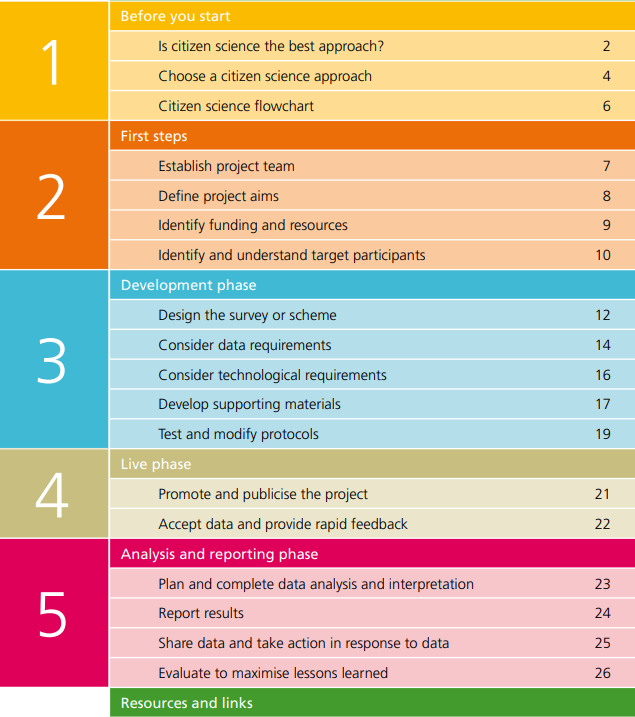 1
Before you start
Is citizen science the best approach? 2
Choose a citizen science approach 4
Citizen science flowchart 6
2
First steps
Establish project team 7
Define project aims 8
Identify funding and resources 9
Identify and understand target participants 10
3
Development phase
Design the survey or scheme 12
Consider data requirements 14
Consider technological requirements 16
Develop supporting materials 17
Test and modify protocols 19
4
Live phase
Promote and publicise the project 21
Accept data and provide rapid feedback 22
5
Analysis and reporting phase
Plan and complete data analysis and interpretation 23
Report results 24
Share data and take action in response to data 25
Evaluate to maximise lessons learned 26
Resources and links